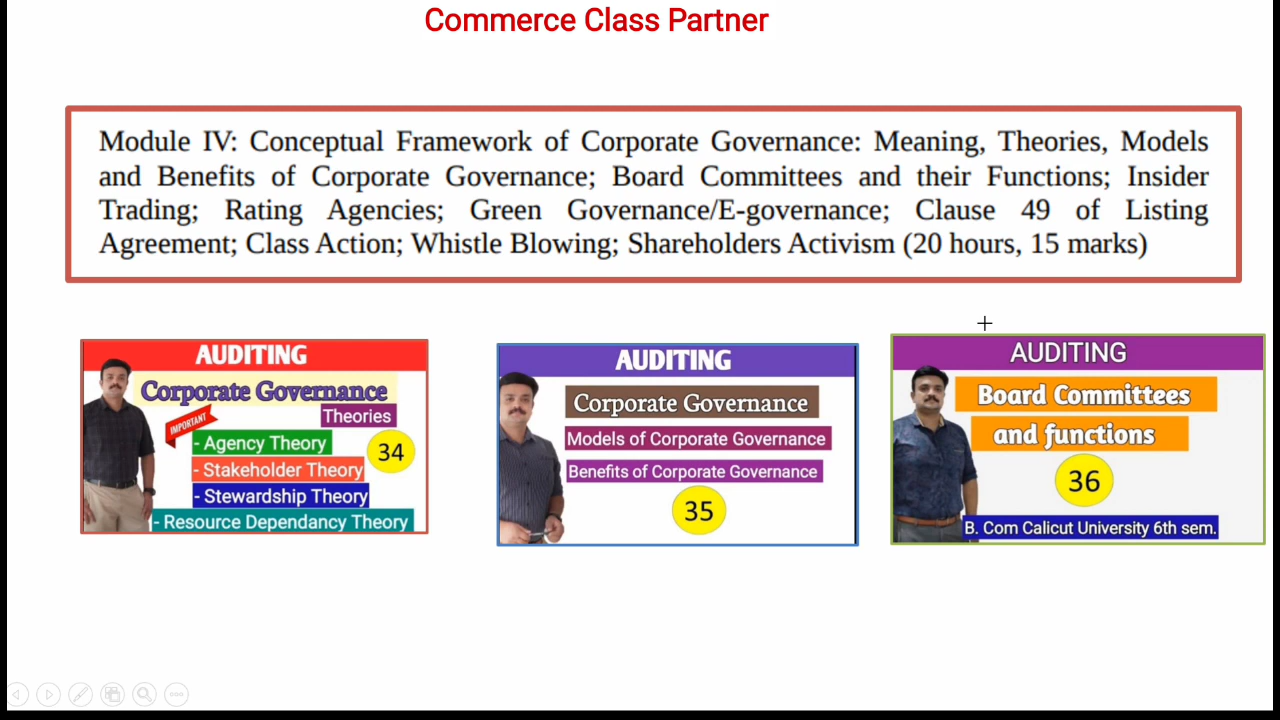 Commerce Class Partner
Module IV: Conceptual Framework of Corporate Governance: Meaning, Theories, Models
and Benefits of Corporate Governance; Board Committees and their Functions; Insider
Trading; Rating Agencies; Green Governance/E-governance; Clause 49 of Listing
Agreement; Class Action; Whistle Blowing; Shareholders Activism (20 hours, 15 marks)
AUDITING
Corporate Governance
Theories
IMPORTANT
- Agency Theory
34
- Stakeholder Theory
- Stewardship Theory
- Resource Dependancy Theory
AUDITING
Corporate Governance
Models of Corporate Governance
Benefits of Corporate Governance
35
AUDITING
Board Committees
and functions
36
B. Com Calicut University 6th sem.